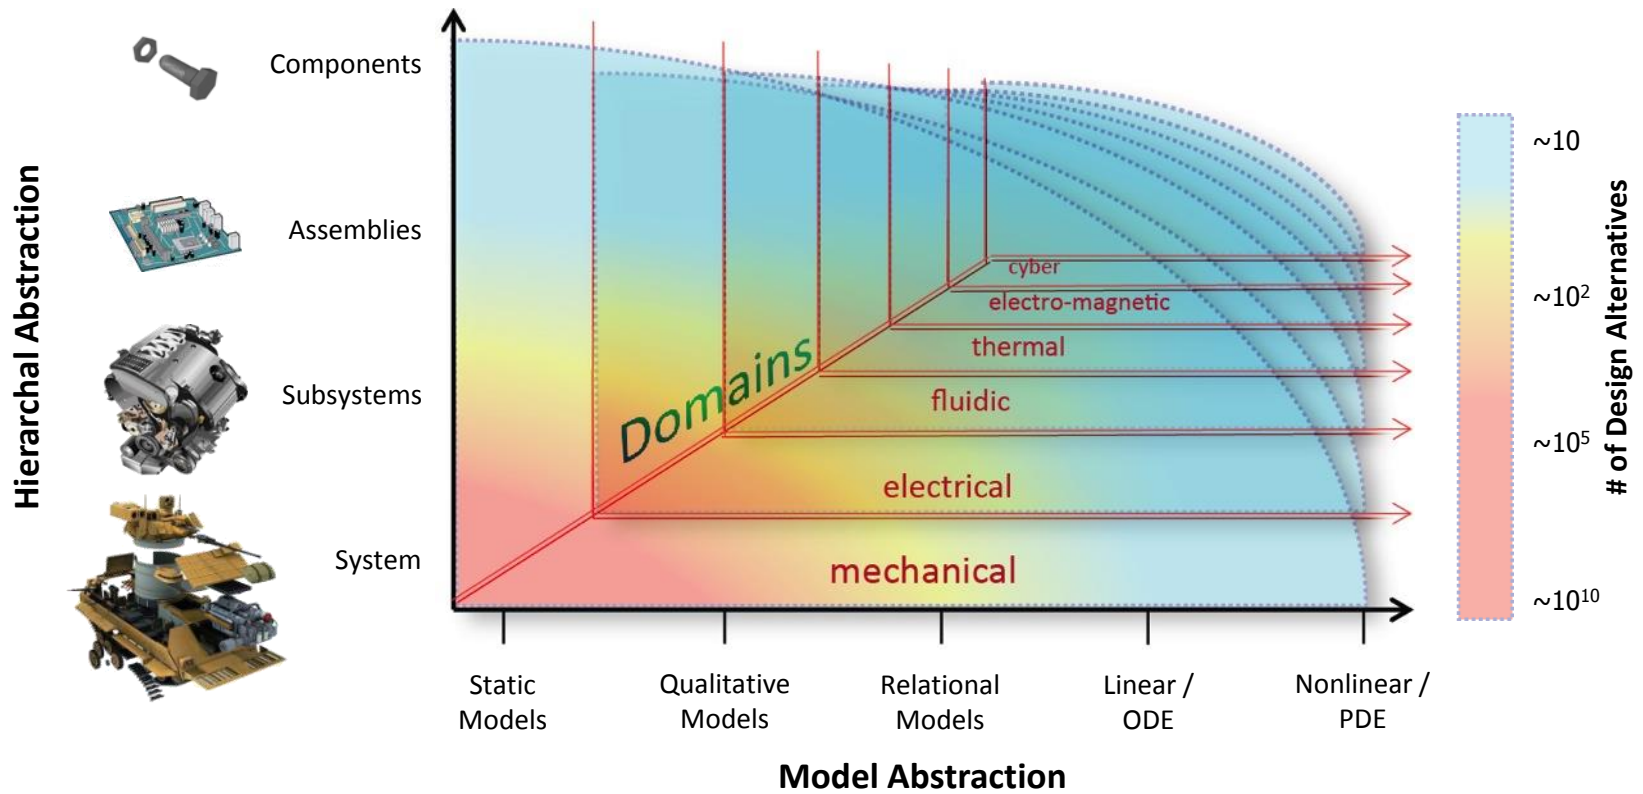 Hierarchal Abstraction
Components
Assemblies
Subsystems
System
Domains
cyber
electro-magnetic
thermal
fluidic
electrical
mechanical
Static
Models
Qualitative
Models
Relational
Models
Linear /
ODE
Nonlinear /
PDE
Model Abstraction
~10
~10²
~10⁵
~10¹⁰
# of Design Alternatives